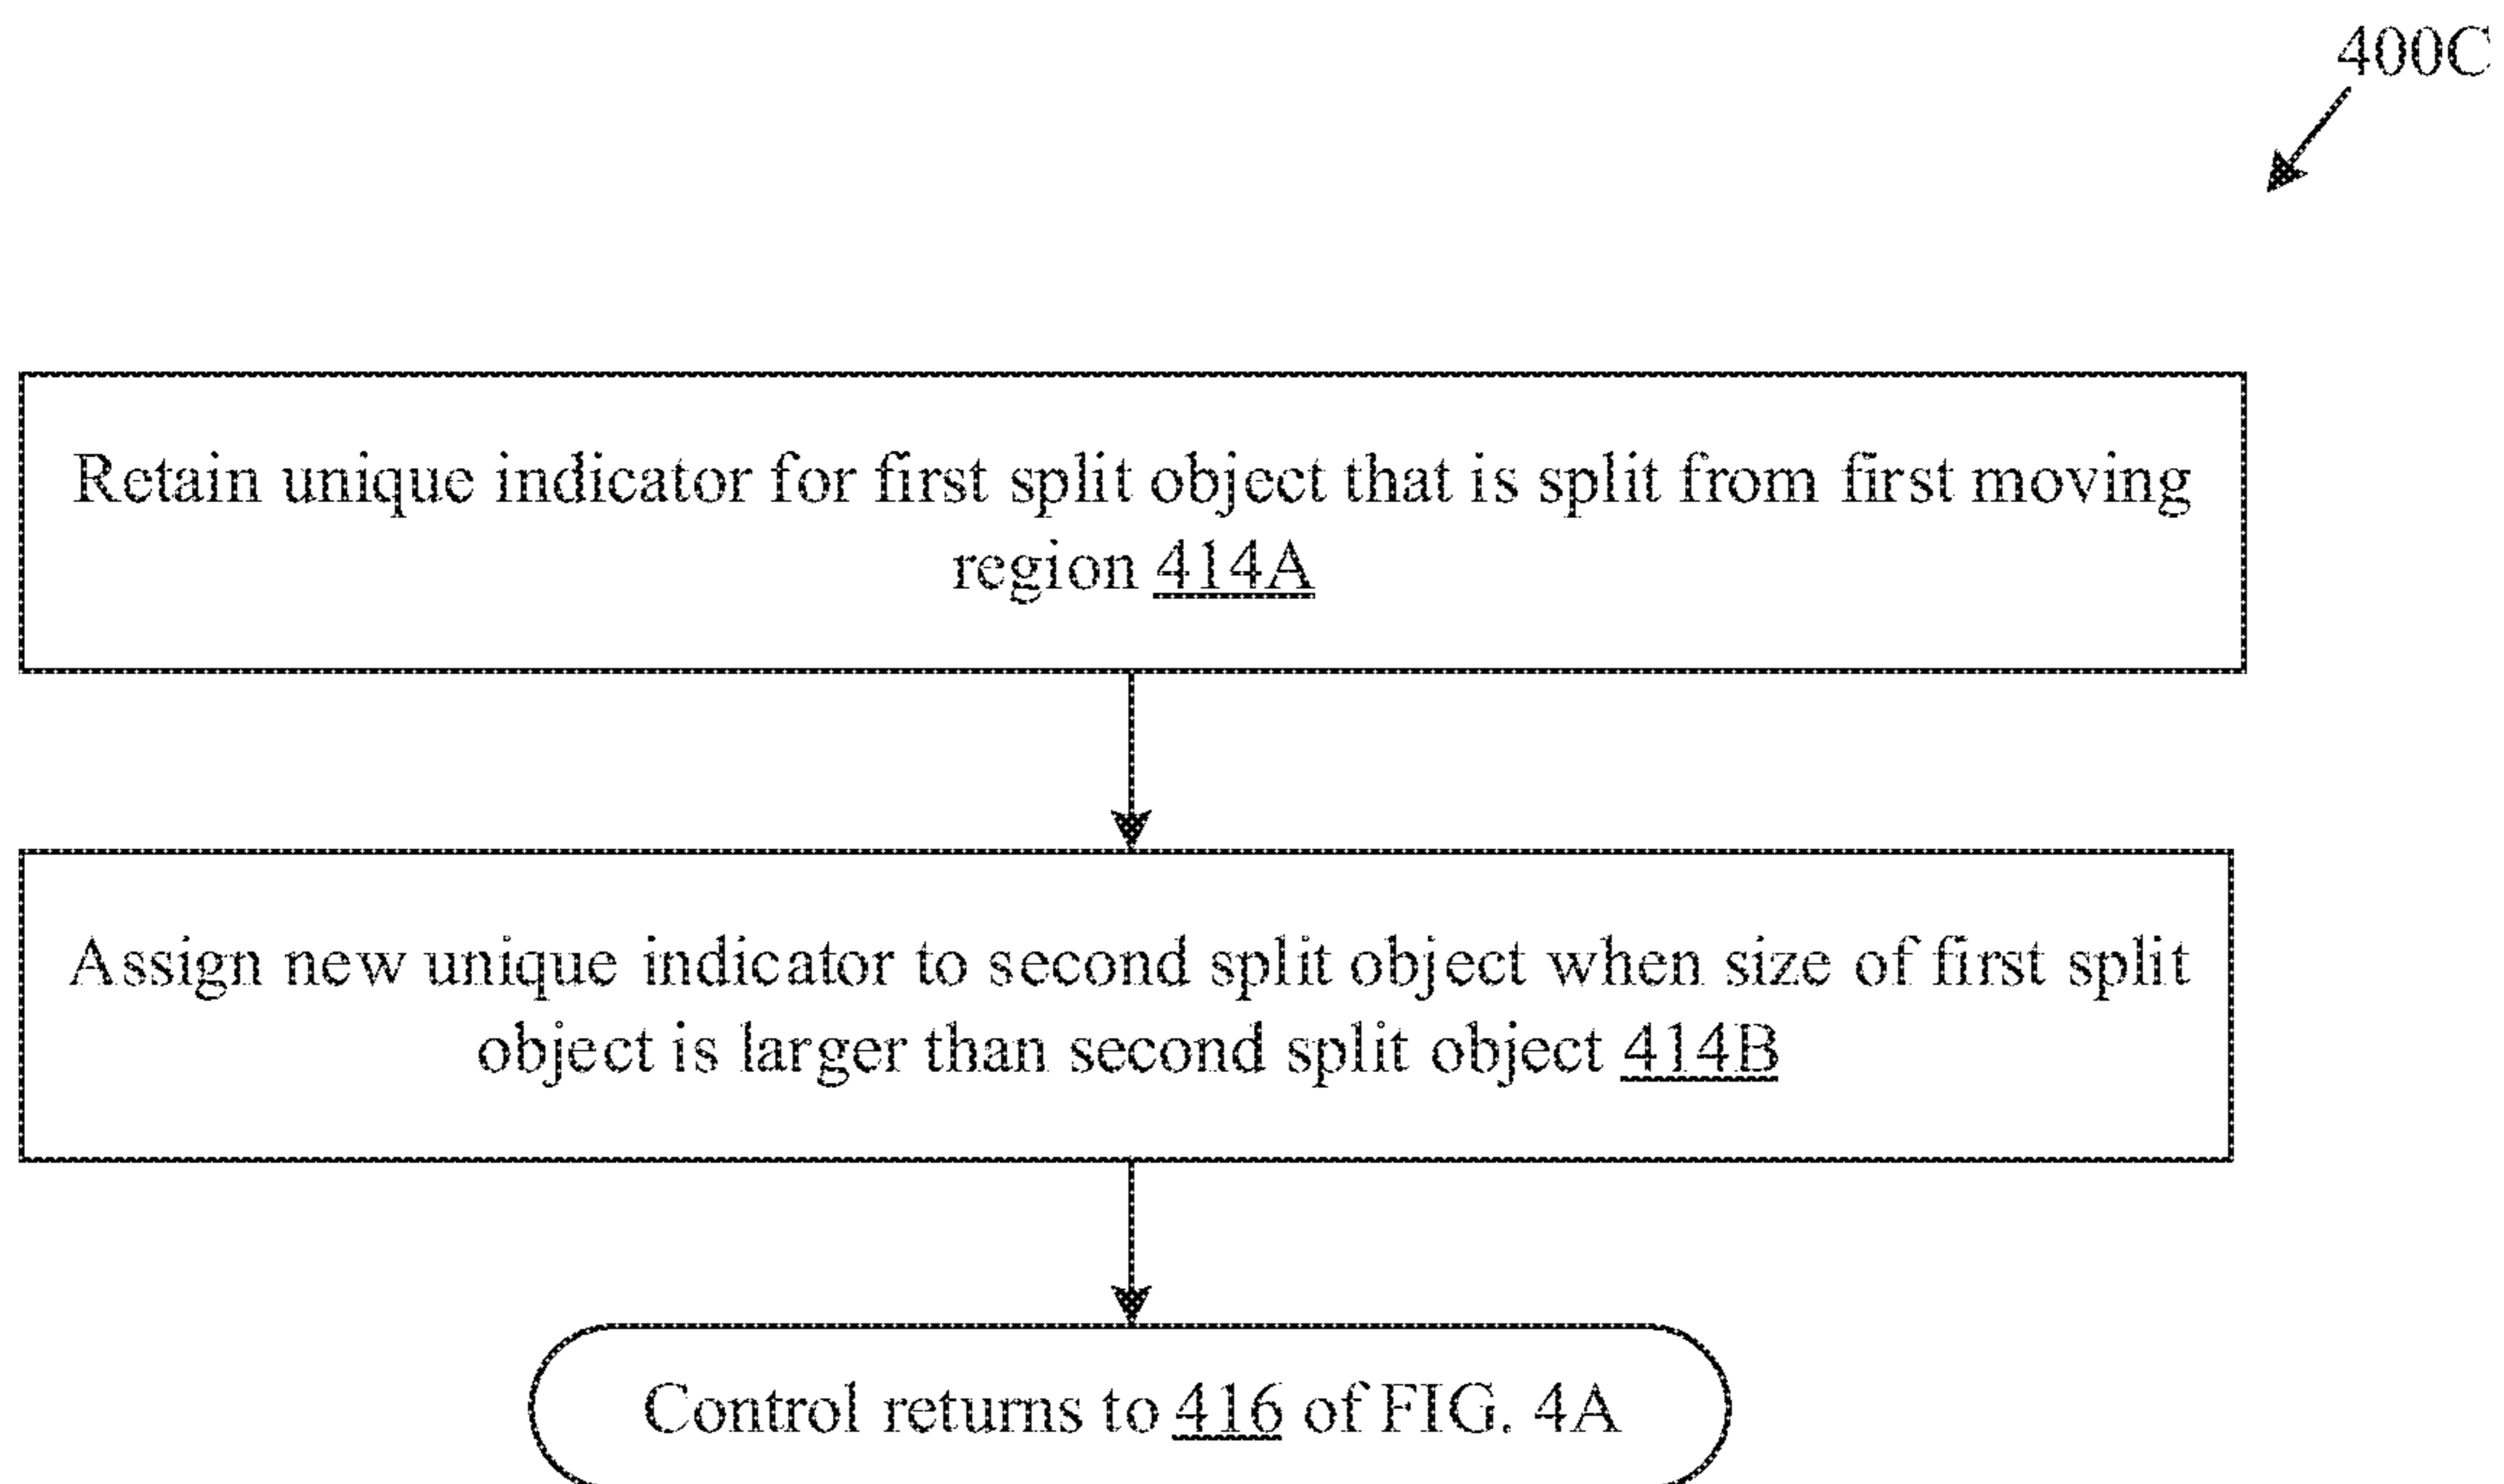 400C
Retain unique indicator for first split object that is split from first moving
region 414A
Assign new unique indicator to second split object when size of first split
object is larger than second split object 414B
Control returns to 416 of FIG. 4A